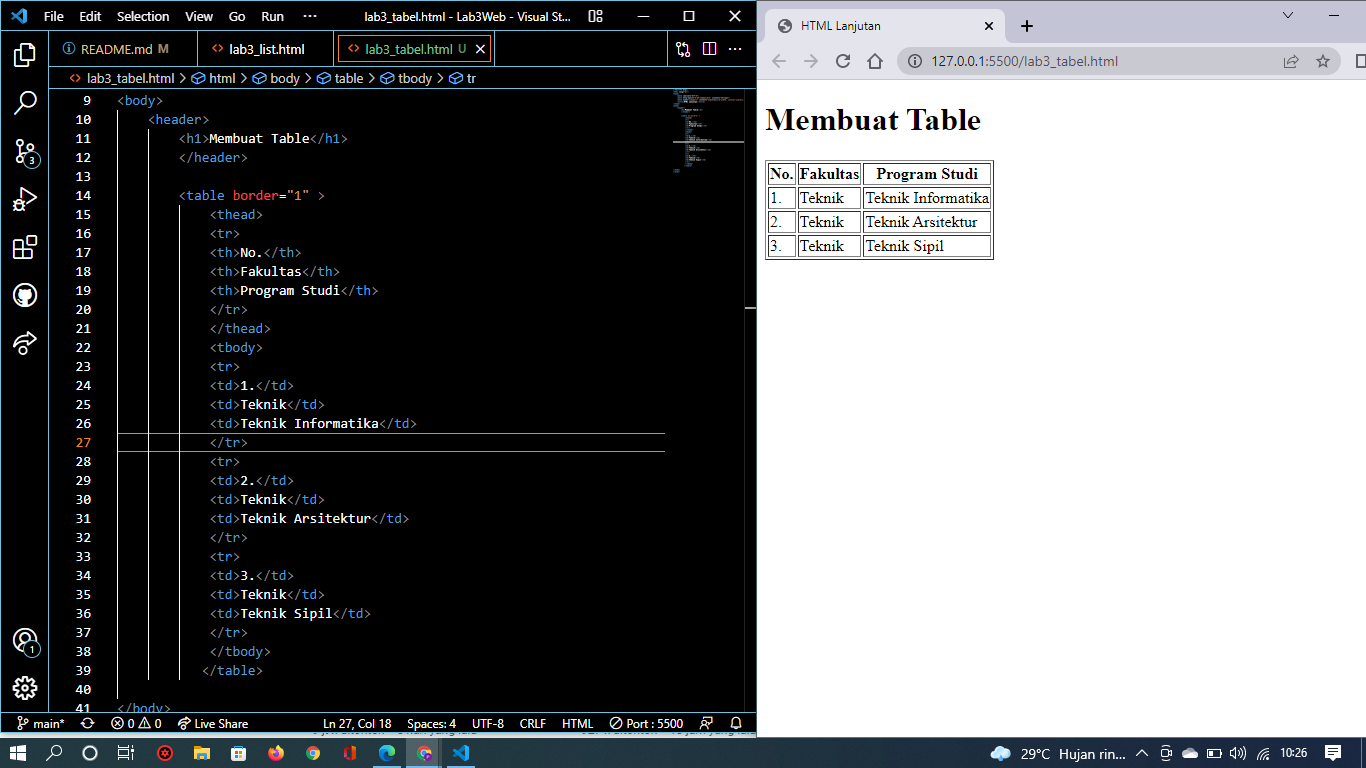 File Edit Selection View Go Run ··· lab3_tabel.html - Lab3Web - Visual St...
README.md M lab3_list.html lab3_tabel.html U
lab3_tabel.html > html > body > table > tbody > tr
9 <body>
10 <header>
11 <h1>Membuat Table</h1>
12 </header>
13
14 <table border="1" >
15 <thead>
16 <tr>
17 <th>No.</th>
18 <th>Fakultas</th>
19 <th>Program Studi</th>
20 </tr>
21 </thead>
22 <tbody>
23 <tr>
24 <td>1.</td>
25 <td>Teknik</td>
26 <td>Teknik Informatika</td>
27 </tr>
28 <tr>
29 <td>2.</td>
30 <td>Teknik</td>
31 <td>Teknik Arsitektur</td>
32 </tr>
33 <tr>
34 <td>3.</td>
35 <td>Teknik</td>
36 <td>Teknik Sipil</td>
37 </tr>
38 </tbody>
39 </table>
40
41 </body>
3
1
main* 0 0 Live Share Ln 27, Col 18 Spaces: 4 UTF-8 CRLF HTML Port : 5500
HTML Lanjutan
127.0.0.1:5500/lab3_tabel.html
Membuat Table
No. Fakultas Program Studi
1. Teknik Teknik Informatika
2. Teknik Teknik Arsitektur
3. Teknik Teknik Sipil
29°C Hujan rin... 10:26